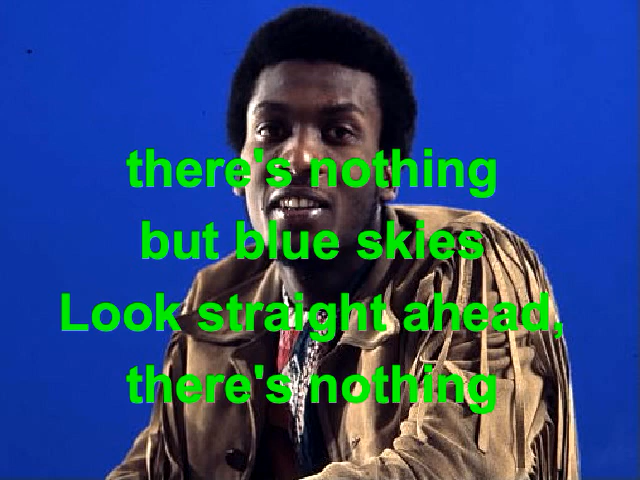 there's nothing
but blue skies
Look straight ahead,
there's nothing